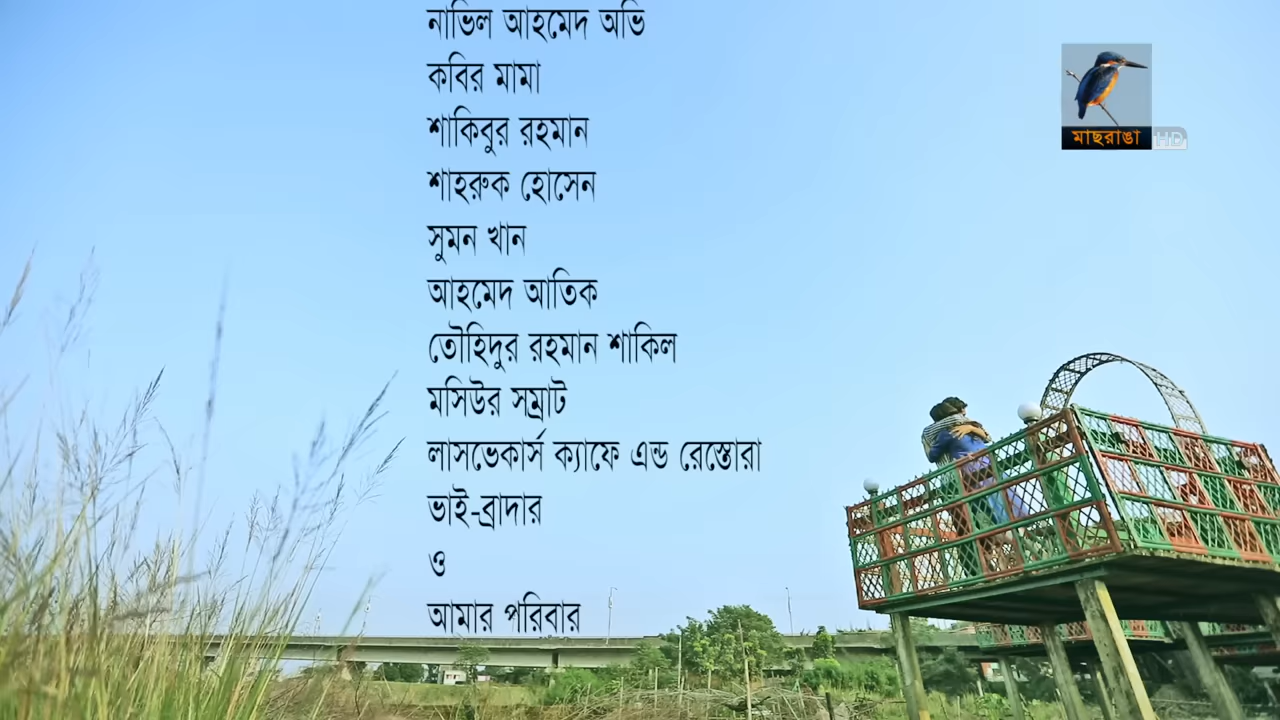 নাভিল আহমেদ অভি
কবির মামা
শাকিবুর রহমান
শাহরুক হোসেন
সুমন খান
আহমেদ আতিক
তৌহিদুর রহমান শাকিল
মসিউর সম্রাট
লাসভেকার্স ক্যাফে এন্ড রেস্তোরা
ভাই-ব্রাদার
ও
আমার পরিবার
মাছরাঙা HD